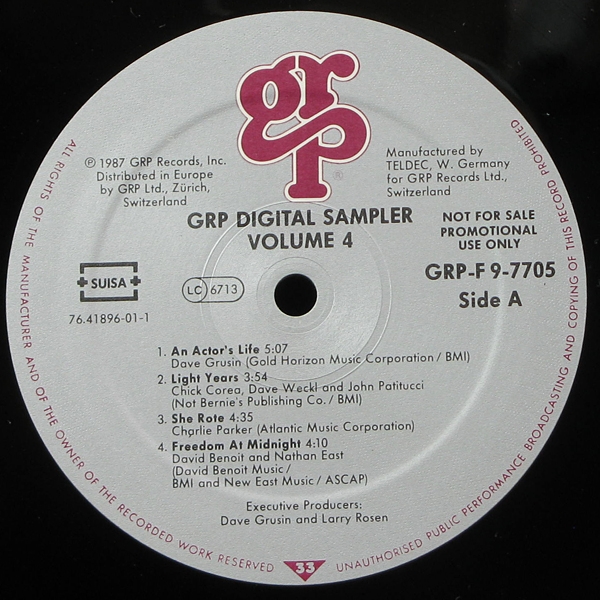 grp
®
℗ 1987 GRP Records, Inc.
Distributed in Europe
by GRP Ltd., Zürich,
Switzerland
Manufactured by
TELDEC, W. Germany
for GRP Records Ltd.,
Switzerland
GRP DIGITAL SAMPLER
VOLUME 4
NOT FOR SALE
PROMOTIONAL
USE ONLY
GRP-F 9-7705
Side A
SUISA
LC 6713
76.41896-01-1
1. An Actor's Life 5:07
Dave Grusin (Gold Horizon Music Corporation / BMI)
2. Light Years 3:54
Chick Corea, Dave Weckl and John Patitucci
(Not Bernie's Publishing Co. / BMI)
3. She Rote 4:35
Charlie Parker (Atlantic Music Corporation)
4. Freedom At Midnight 4:10
David Benoit and Nathan East
(David Benoit Music /
BMI and New East Music / ASCAP)
Executive Producers:
Dave Grusin and Larry Rosen
ALL RIGHTS OF THE MANUFACTURER AND OF THE OWNER OF THE RECORDED WORK RESERVED
33
UNAUTHORISED PUBLIC PERFORMANCE BROADCASTING AND COPYING OF THIS RECORD PROHIBITED